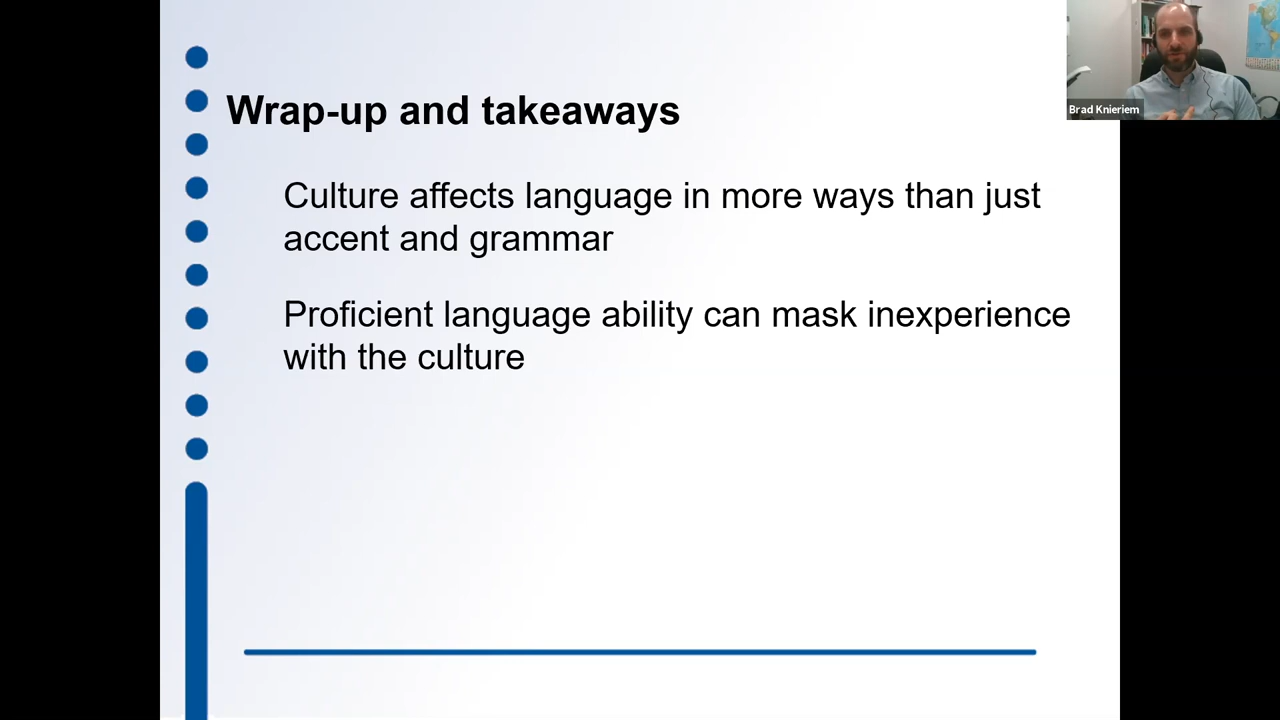 Wrap-up and takeaways
Culture affects language in more ways than just
accent and grammar
Proficient language ability can mask inexperience
with the culture
Brad Knieriem